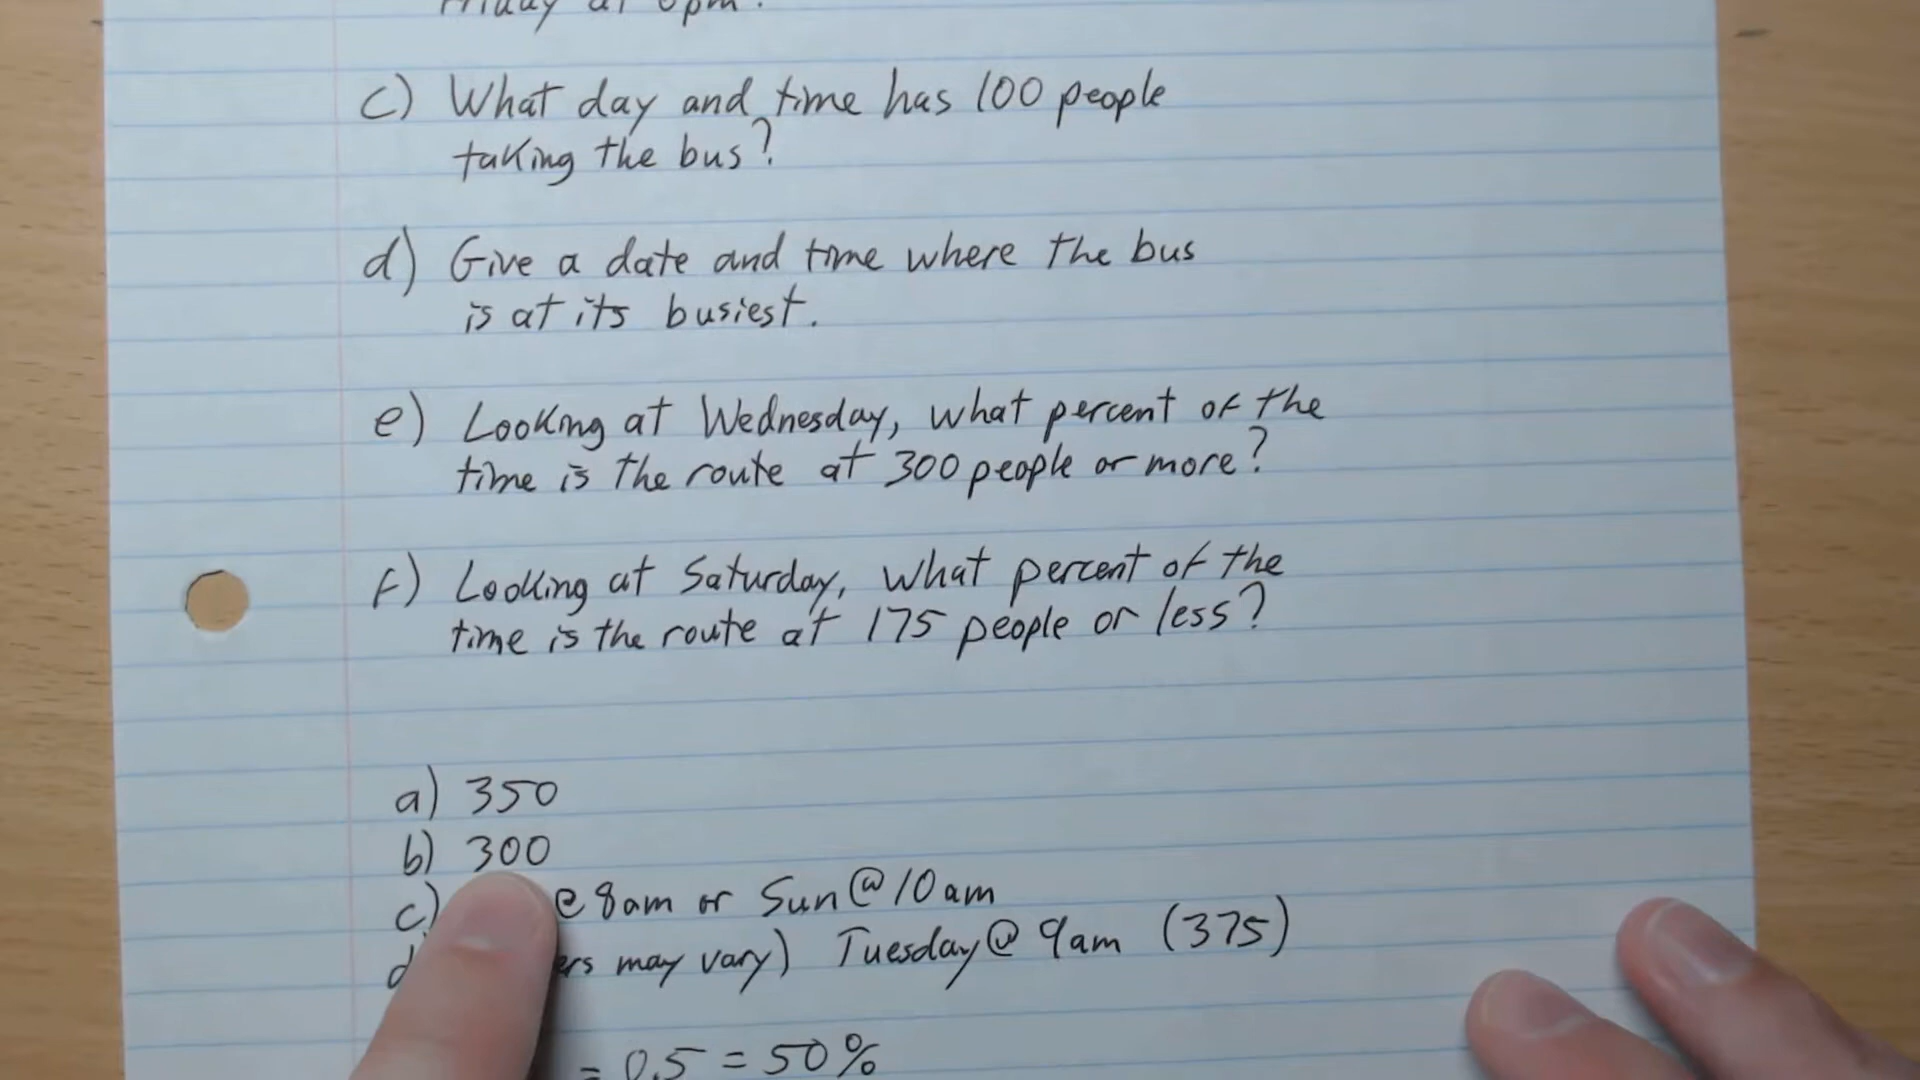 c) What day and time has 100 people
taking the bus?
d) Give a date and time where the bus
is at its busiest.
e) Looking at Wednesday, what percent of the
time is the route at 300 people or more?
f) Looking at Saturday, what percent of the
time is the route at 175 people or less?
a) 350
b) 300
c) @ 8am or Sun@10am
may vary) Tuesday@ 9am (375)
= 0.5 = 50%